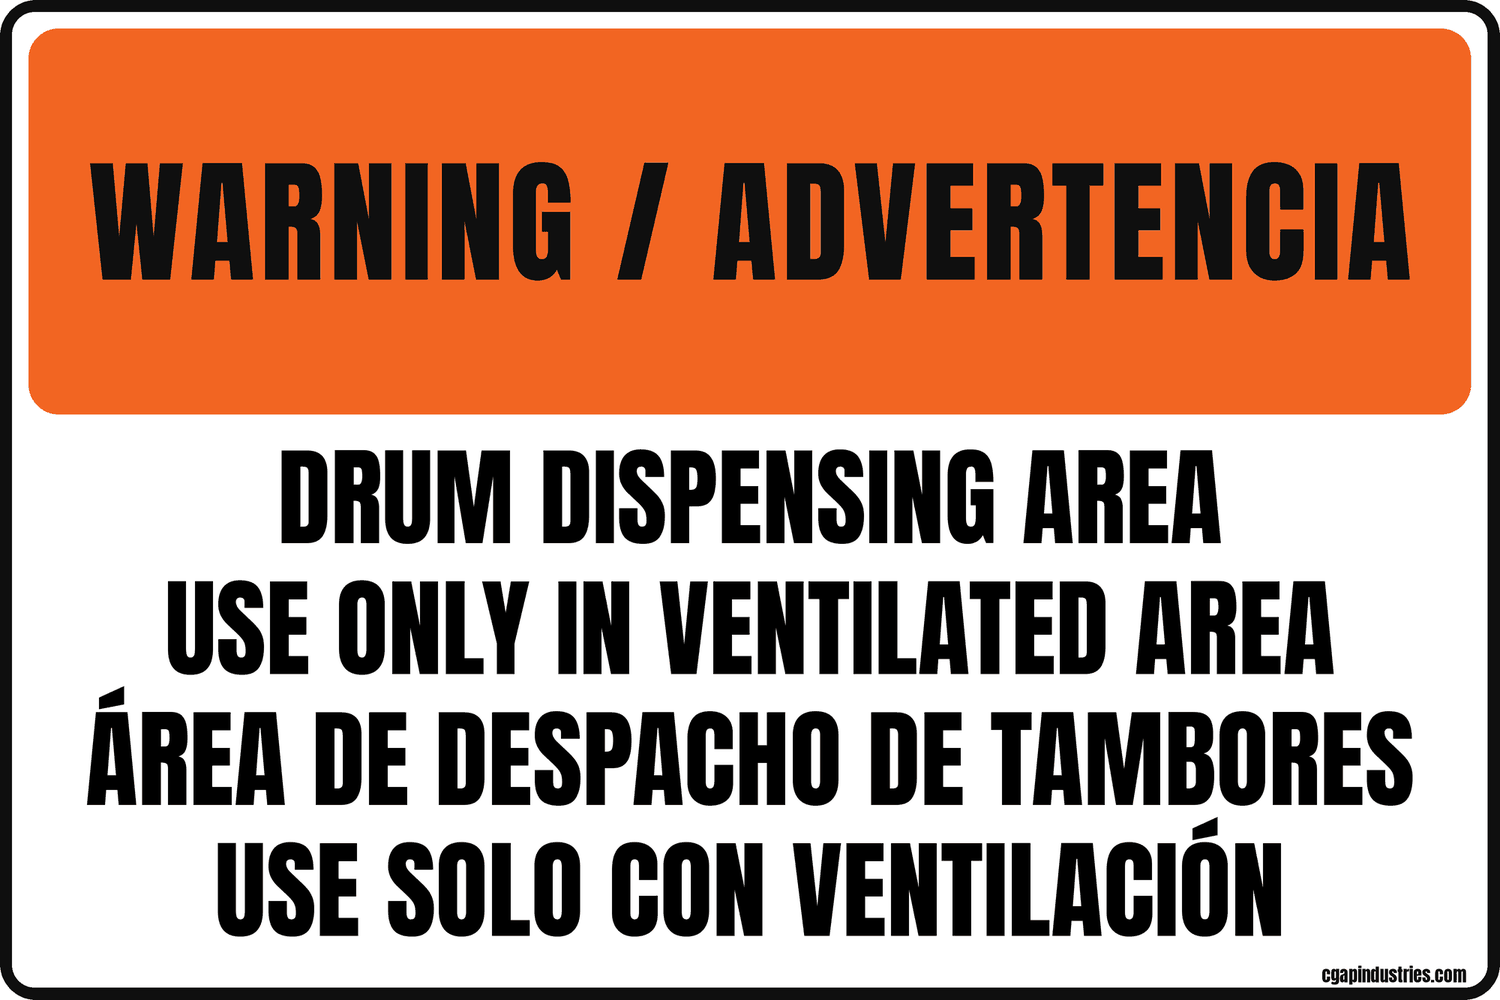 WARNING / ADVERTENCIA
DRUM DISPENSING AREA
USE ONLY IN VENTILATED AREA
ÁREA DE DESPACHO DE TAMBORES
USE SOLO CON VENTILACIÓN
cgapindustries.com